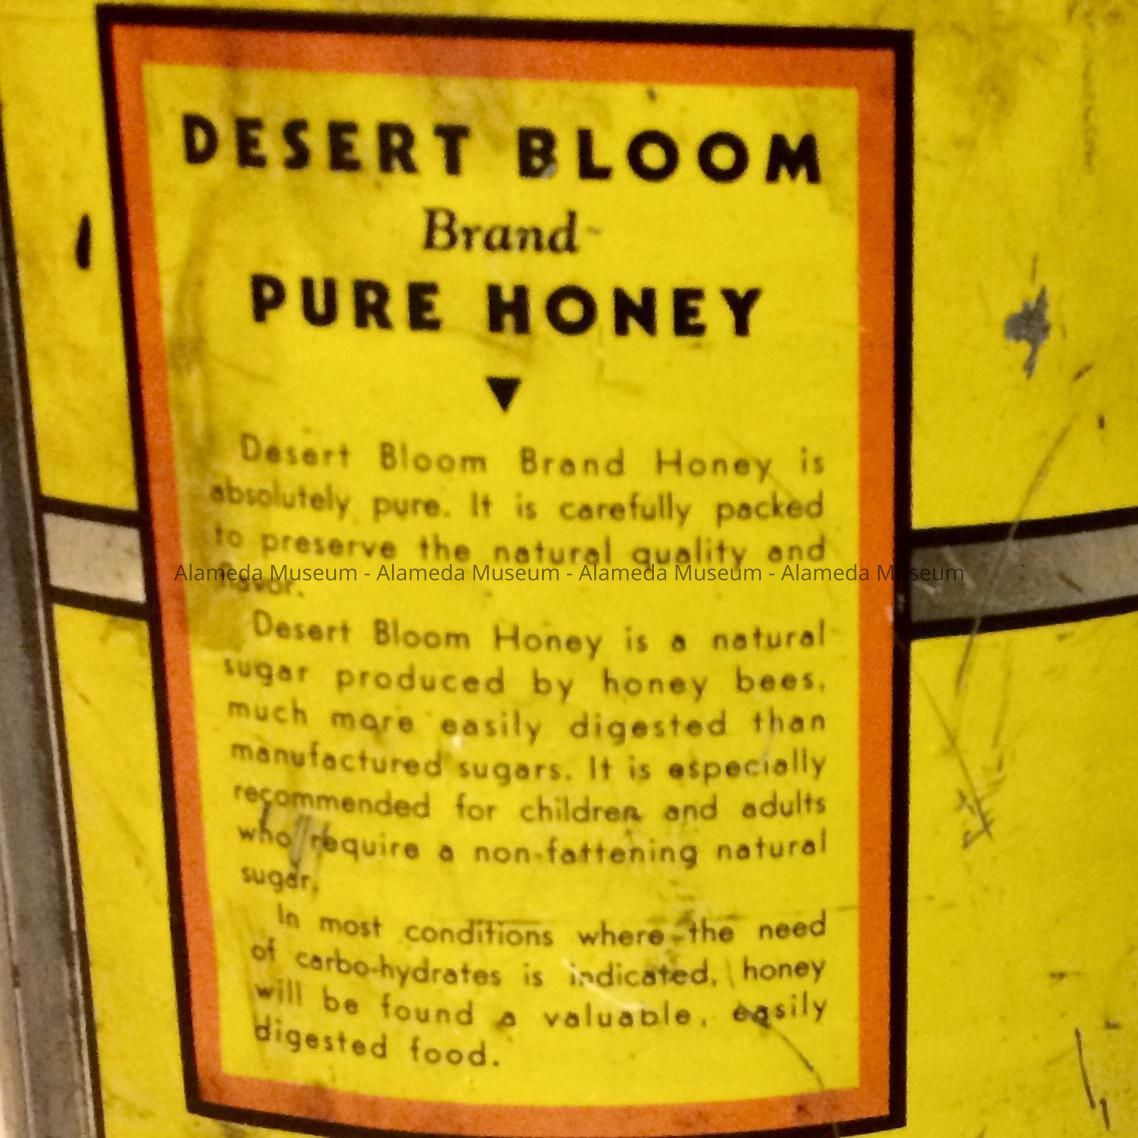 DESERT BLOOM
Brand
PURE HONEY
Desert Bloom Brand Honey is
absolutely pure. It is carefully packed
to preserve the natural quality and
Alameda Museum - Alameda Museum - Alameda Museum - Alameda Museum
flavor.
Desert Bloom Honey is a natural
sugar produced by honey bees,
much more easily digested than
manufactured sugars. It is especially
recommended for children and adults
who require a non-fattening natural
sugar.
In most conditions where the need
of carbo-hydrates is indicated, honey
will be found a valuable, easily
digested food.